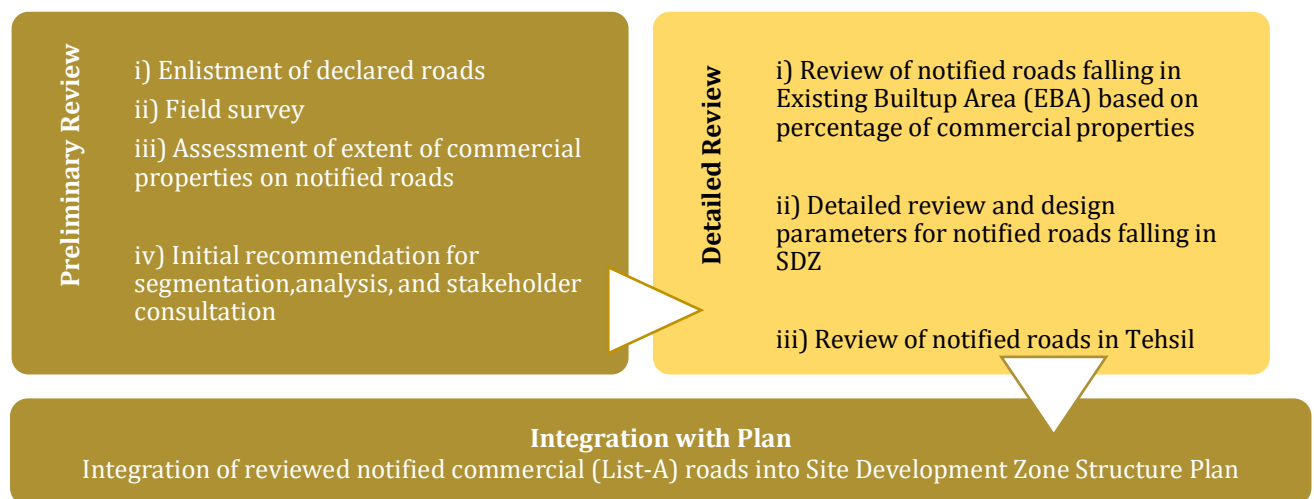 Preliminary Review
i) Enlistment of declared roads
ii) Field survey
iii) Assessment of extent of commercial
properties on notified roads
iv) Initial recommendation for
segmentation,analysis, and stakeholder
consultation
Detailed Review
i) Review of notified roads falling in
Existing Builtup Area (EBA) based on
percentage of commercial properties
ii) Detailed review and design
parameters for notified roads falling in
SDZ
iii) Review of notified roads in Tehsil
Integration with Plan
Integration of reviewed notified commercial (List-A) roads into Site Development Zone Structure Plan